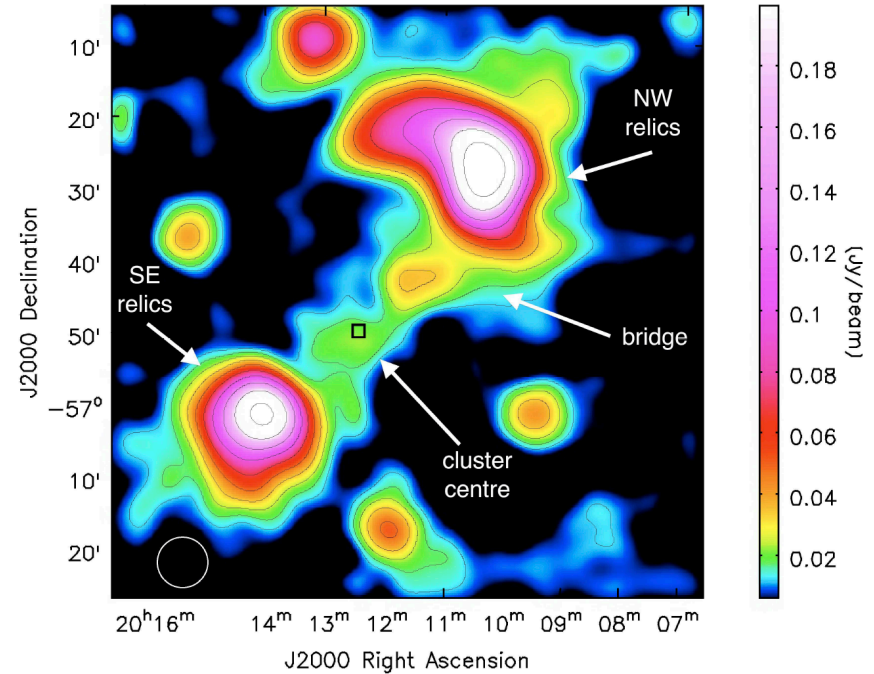 10'
20'
30'
40'
50'
−57°
10'
20'
J2000 Declination
NW
relics
SE
relics
bridge
cluster
centre
20ʰ16ᵐ 14ᵐ 13ᵐ 12ᵐ 11ᵐ 10ᵐ 09ᵐ 08ᵐ 07ᵐ
J2000 Right Ascension
0.18
0.16
0.14
0.12
0.1
0.08
0.06
0.04
0.02
(Jy/beam)